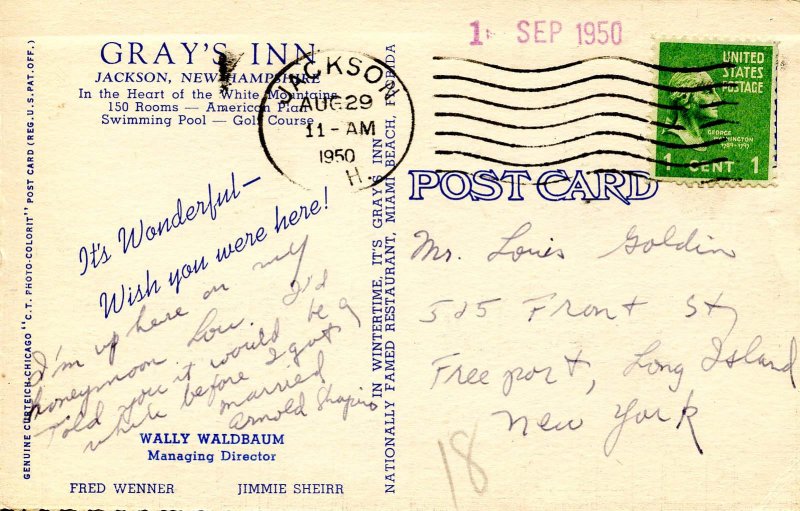 GRAY'S INN
JACKSON, NEW HAMPSHIRE
In the Heart of the White Mountains
150 Rooms — American Plan
Swimming Pool — Golf Course
It's Wonderful—
Wish you were here!
I'm up here on my
honeymoon Lou. I'd
Told you it would be a
while before I got
married
Arnold Shapiro
WALLY WALDBAUM
Managing Director
FRED WENNER JIMMIE SHEIRR
GENUINE CURTEICH-CHICAGO "C. T. PHOTO-COLORIT" POST CARD (REG. U. S. PAT. OFF.)
IN WINTERTIME, IT'S GRAY'S INN
NATIONALLY FAMED RESTAURANT, MIAMI BEACH, FLORIDA
JACKSON
AUG 29
11-AM
1950
H.
1 SEP 1950
UNITED
STATES
POSTAGE
GEORGE
WASHINGTON
1789-1797
1 CENT 1
POST CARD
Mr. Louis Goldin
525 Front St
Freeport, Long Island
New York
18